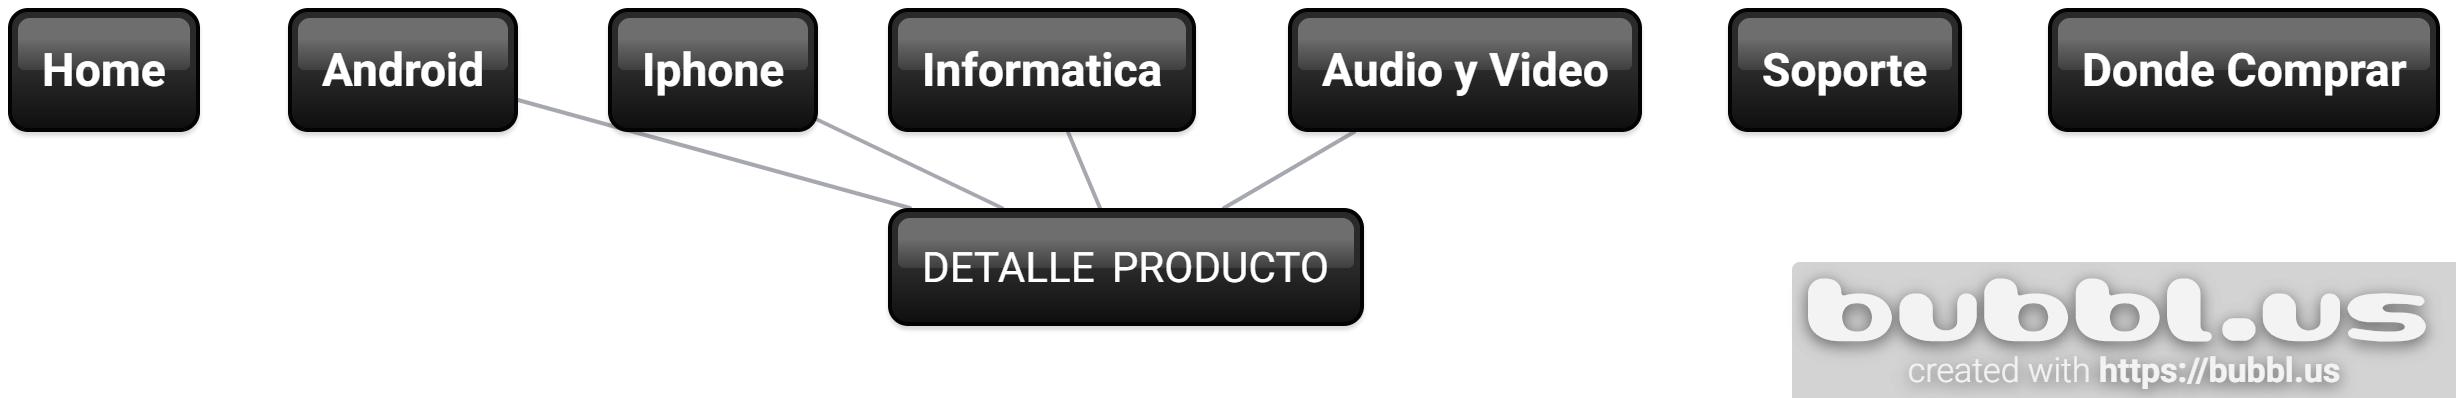 Home
Android
Iphone
Informatica
Audio y Video
Soporte
Donde Comprar
DETALLE PRODUCTO
bubbl.us
created with https://bubbl.us